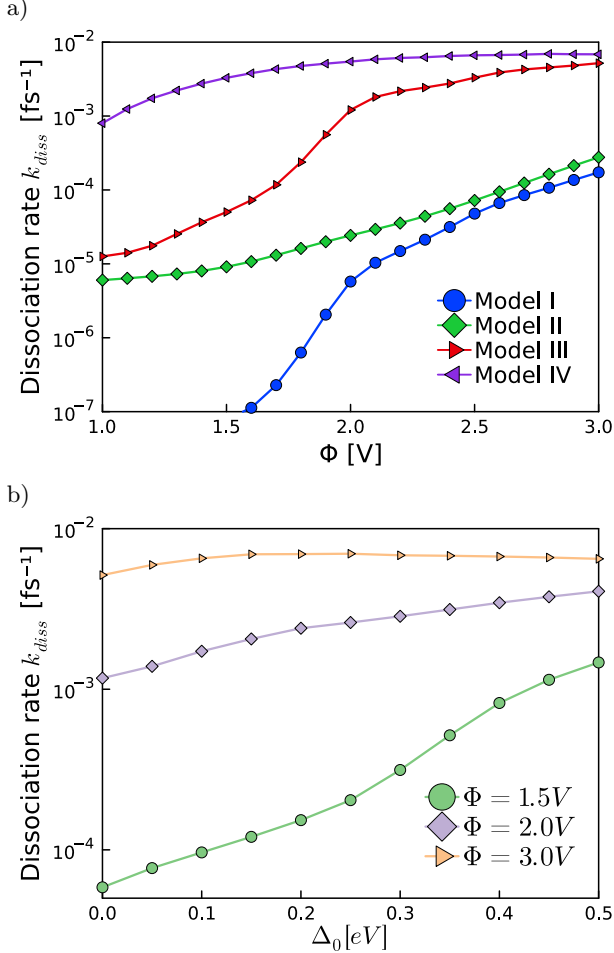 a)
Dissociation rate k_diss [fs⁻¹]
10⁻²
10⁻³
10⁻⁴
10⁻⁵
10⁻⁶
10⁻⁷
Model I
Model II
Model III
Model IV
1.0 1.5 2.0 2.5 3.0
Φ [V]
b)
Dissociation rate k_diss [fs⁻¹]
10⁻²
10⁻³
10⁻⁴
Φ = 1.5V
Φ = 2.0V
Φ = 3.0V
0.0 0.1 0.2 0.3 0.4 0.5
Δ₀[eV]